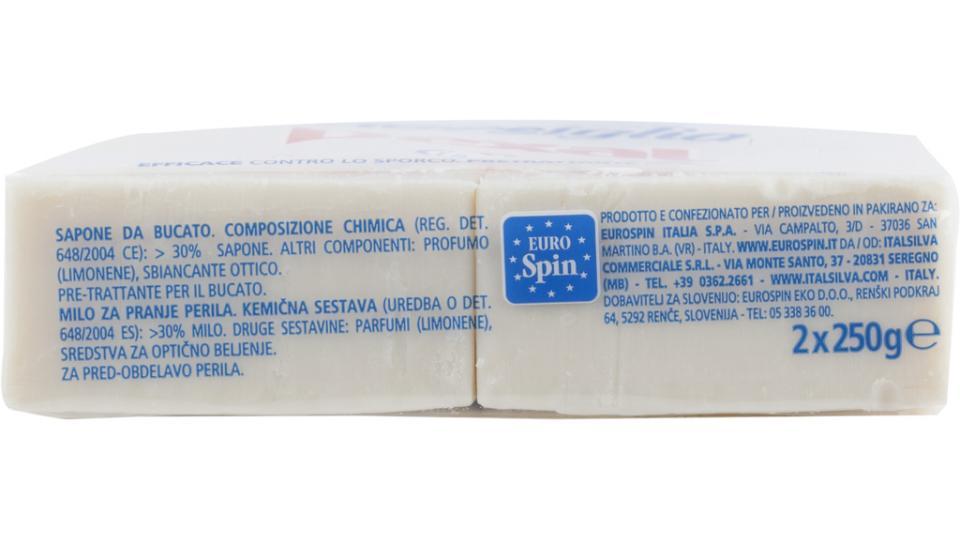 EFFICACE CONTRO LO SPORCO.
SAPONE DA BUCATO. COMPOSIZIONE CHIMICA (REG. DET.
648/2004 CE): > 30% SAPONE. ALTRI COMPONENTI: PROFUMO
(LIMONENE), SBIANCANTE OTTICO.
PRE-TRATTANTE PER IL BUCATO.
MILO ZA PRANJE PERILA. KEMIČNA SESTAVA (UREDBA O DET.
648/2004 ES): >30% MILO. DRUGE SESTAVINE: PARFUMI (LIMONENE),
SREDSTVA ZA OPTIČNO BELJENJE.
ZA PRED-OBDELAVO PERILA.
EURO
Spin
PRODOTTO E CONFEZIONATO PER / PROIZVEDENO IN PAKIRANO ZA:
EUROSPIN ITALIA S.P.A. - VIA CAMPALTO, 3/D - 37036 SAN
MARTINO B.A. (VR) - ITALY. WWW.EUROSPIN.IT DA / OD: ITALSILVA
COMMERCIALE S.R.L. - VIA MONTE SANTO, 37 - 20831 SEREGNO
(MB) - TEL. +39 0362.2661 - WWW.ITALSILVA.COM - ITALY.
DOBAVITELJ ZA SLOVENIJO: EUROSPIN EKO D.O.O., RENŠKI PODKRAJ
64, 5292 RENČE, SLOVENIJA - TEL: 05 338 36 00.
2x250g℮